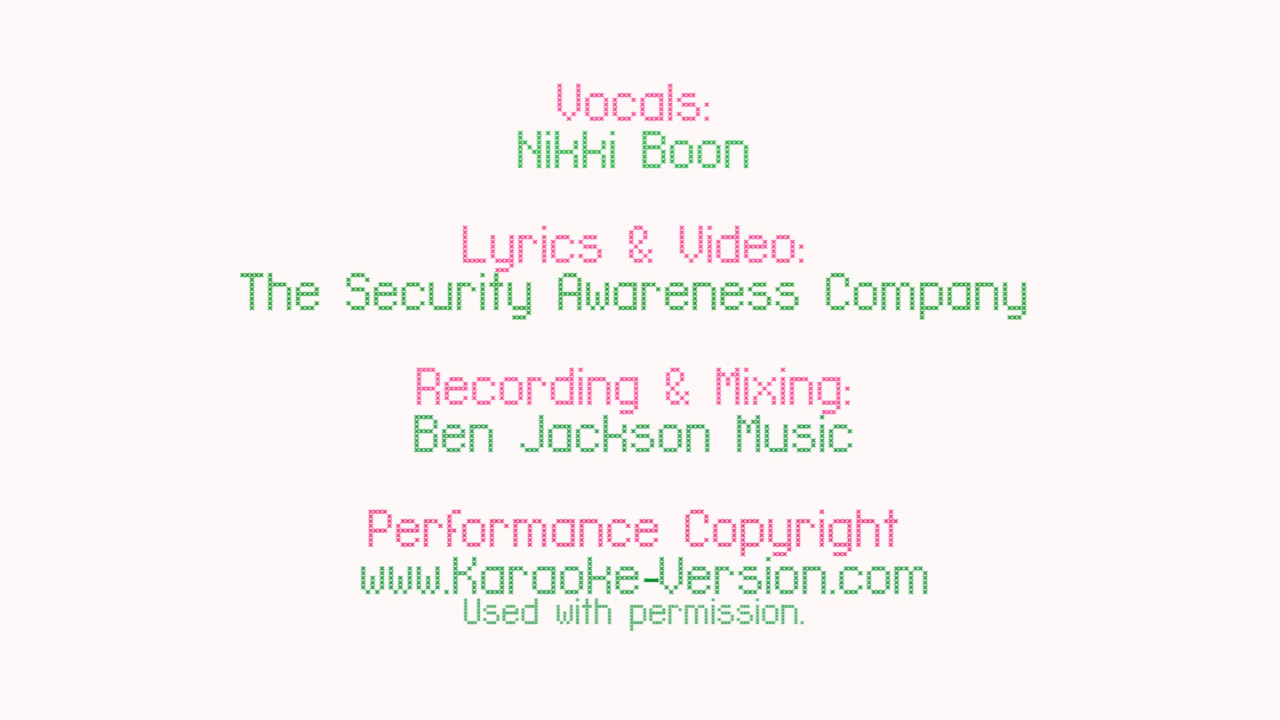 Vocals:
Nikki Boon
Lyrics & Video:
The Security Awareness Company
Recording & Mixing:
Ben Jackson Music
Performance Copyright
www.Karaoke-Version.com
Used with permission.